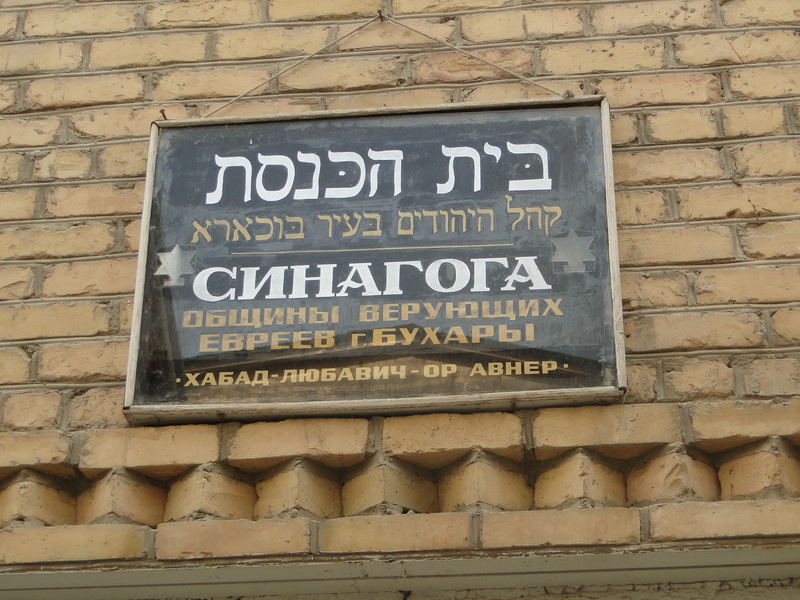 בית הכנסת
קהל היהודים בעיר בוכארא
СИНАГОГА
ОБЩИНЫ ВЕРУЮЩИХ
ЕВРЕЕВ г.БУХАРЫ
·ХАБАД-ЛЮБАВИЧ-ОР АВНЕР·